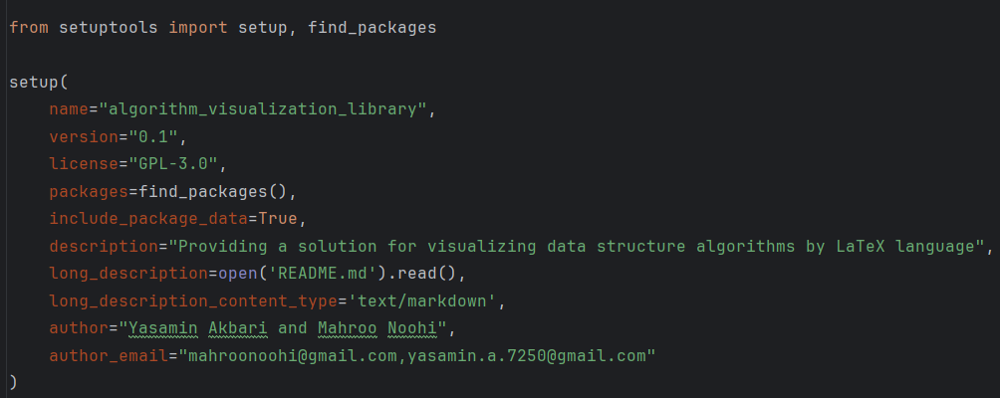 from setuptools import setup, find_packages
setup(
    name="algorithm_visualization_library",
    version="0.1",
    license="GPL-3.0",
    packages=find_packages(),
    include_package_data=True,
    description="Providing a solution for visualizing data structure algorithms by LaTeX language",
    long_description=open('README.md').read(),
    long_description_content_type='text/markdown',
    author="Yasamin Akbari and Mahroo Noohi",
    author_email="mahroonoohi@gmail.com,yasamin.a.7250@gmail.com"
)